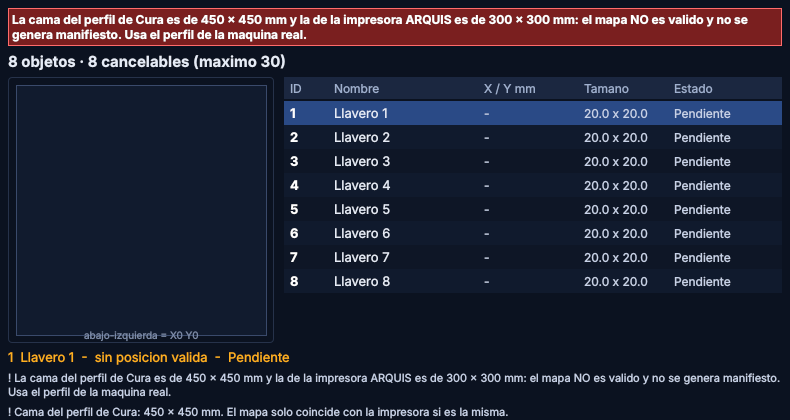 La cama del perfil de Cura es de 450 × 450 mm y la de la impresora ARQUIS es de 300 × 300 mm: el mapa NO es valido y no se
genera manifiesto. Usa el perfil de la maquina real.
8 objetos · 8 cancelables (maximo 30)
ID Nombre X / Y mm Tamano Estado
1 Llavero 1 - 20.0 x 20.0 Pendiente
2 Llavero 2 - 20.0 x 20.0 Pendiente
3 Llavero 3 - 20.0 x 20.0 Pendiente
4 Llavero 4 - 20.0 x 20.0 Pendiente
5 Llavero 5 - 20.0 x 20.0 Pendiente
6 Llavero 6 - 20.0 x 20.0 Pendiente
7 Llavero 7 - 20.0 x 20.0 Pendiente
8 Llavero 8 - 20.0 x 20.0 Pendiente
abajo-izquierda = X0 Y0
1 Llavero 1 - sin posicion valida - Pendiente
! La cama del perfil de Cura es de 450 × 450 mm y la de la impresora ARQUIS es de 300 × 300 mm: el mapa NO es valido y no se genera manifiesto.
Usa el perfil de la maquina real.
! Cama del perfil de Cura: 450 × 450 mm. El mapa solo coincide con la impresora si es la misma.